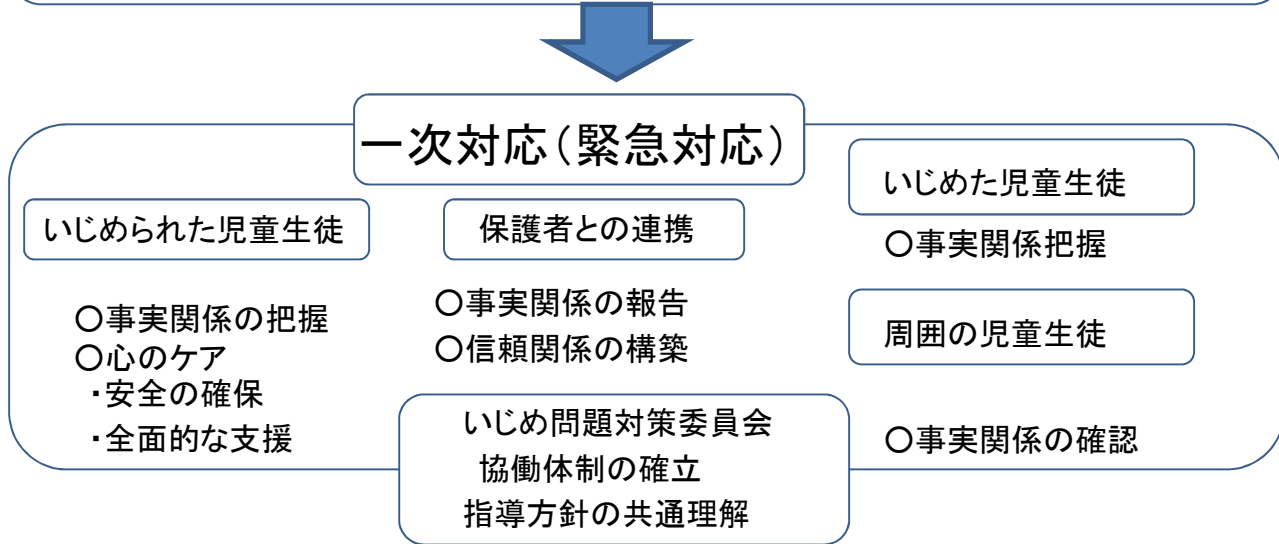 一次対応(緊急対応)
いじめられた児童生徒
〇事実関係の把握
〇心のケア
・安全の確保
・全面的な支援
保護者との連携
〇事実関係の報告
〇信頼関係の構築
いじめ問題対策委員会
協働体制の確立
指導方針の共通理解
いじめた児童生徒
〇事実関係把握
周囲の児童生徒
〇事実関係の確認